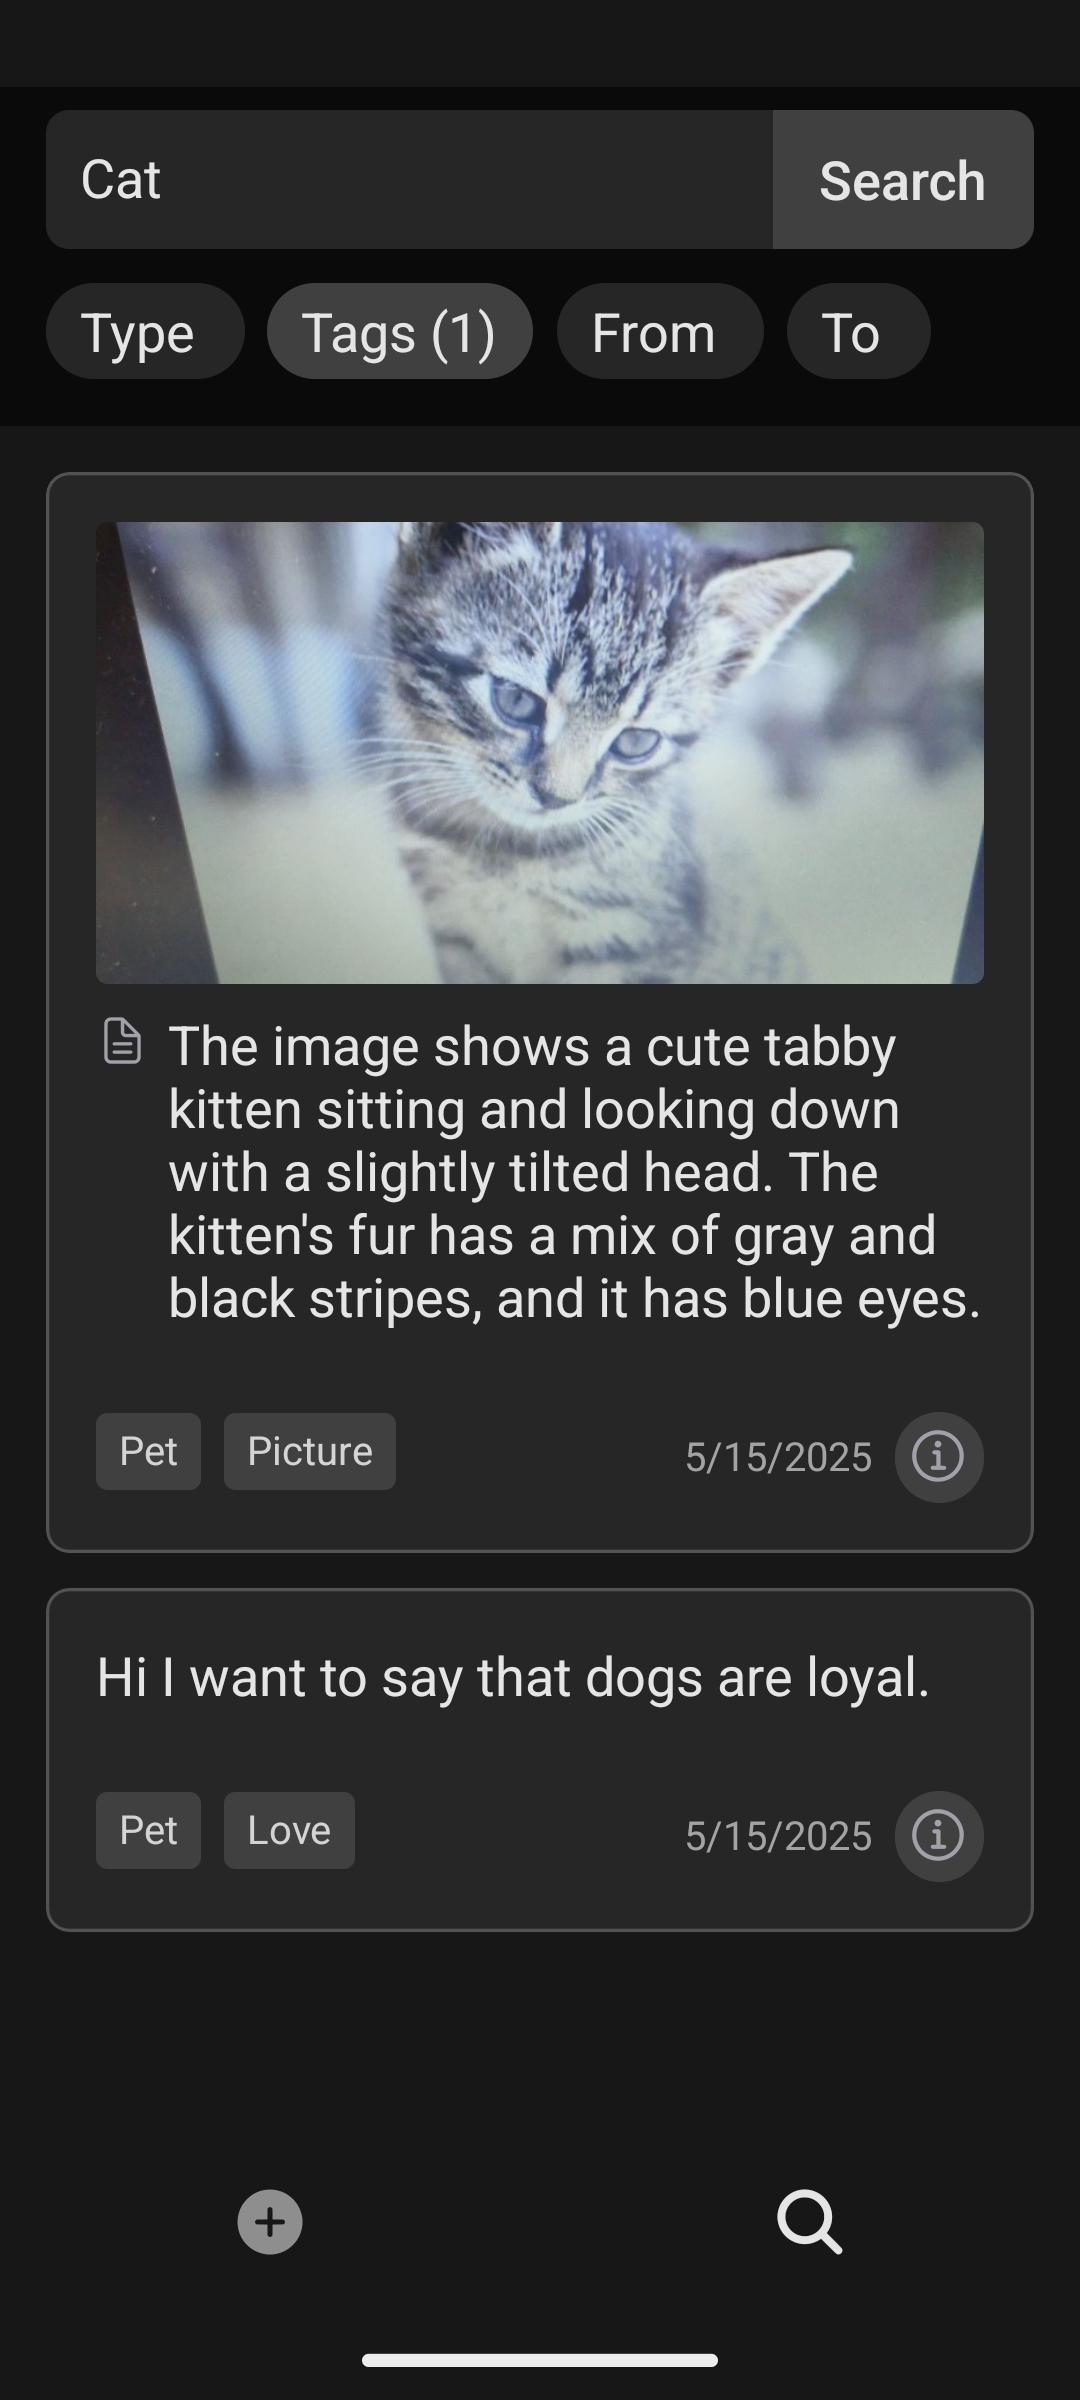 Cat
Search
Type
Tags (1)
From
To
The image shows a cute tabby
kitten sitting and looking down
with a slightly tilted head. The
kitten's fur has a mix of gray and
black stripes, and it has blue eyes.
Pet
Picture
5/15/2025
Hi I want to say that dogs are loyal.
Pet
Love
5/15/2025